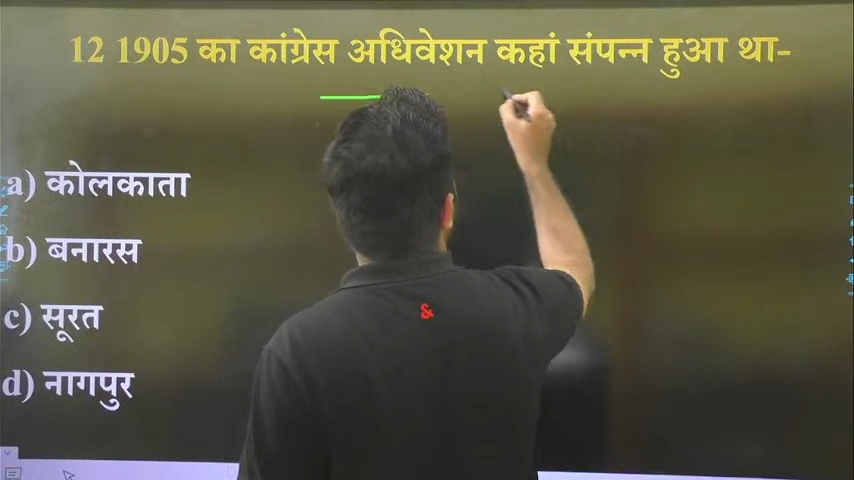 12 1905 का कांग्रेस अधिवेशन कहां संपन्न हुआ था-
a) कोलकाता
b) बनारस
c) सूरत
d) नागपुर
&